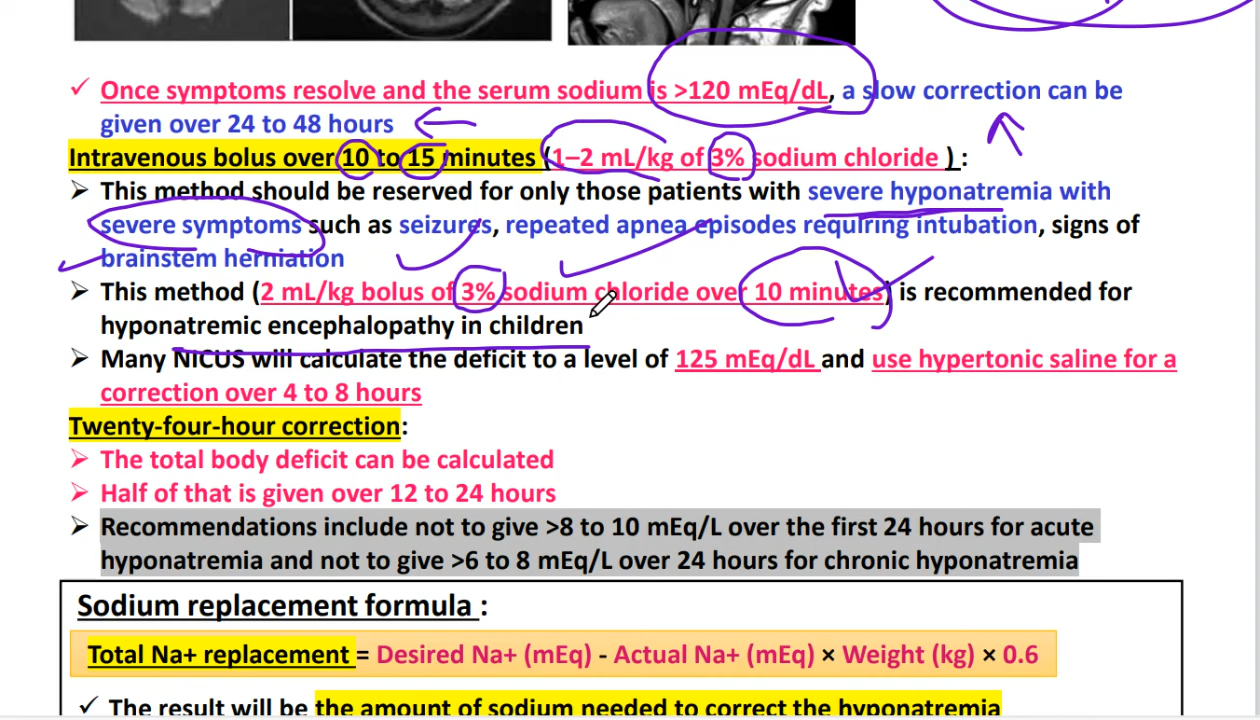 ✓ Once symptoms resolve and the serum sodium is >120 mEq/dL, a slow correction can be
given over 24 to 48 hours
Intravenous bolus over 10 to 15 minutes (1–2 mL/kg of 3% sodium chloride ) :
➢ This method should be reserved for only those patients with severe hyponatremia with
severe symptoms such as seizures, repeated apnea episodes requiring intubation, signs of
brainstem herniation
➢ This method (2 mL/kg bolus of 3% sodium chloride over 10 minutes) is recommended for
hyponatremic encephalopathy in children
➢ Many NICUS will calculate the deficit to a level of 125 mEq/dL and use hypertonic saline for a
correction over 4 to 8 hours
Twenty-four-hour correction:
➢ The total body deficit can be calculated
➢ Half of that is given over 12 to 24 hours
➢ Recommendations include not to give >8 to 10 mEq/L over the first 24 hours for acute
hyponatremia and not to give >6 to 8 mEq/L over 24 hours for chronic hyponatremia
Sodium replacement formula :
Total Na+ replacement = Desired Na+ (mEq) - Actual Na+ (mEq) × Weight (kg) × 0.6
✓ The result will be the amount of sodium needed to correct the hyponatremia